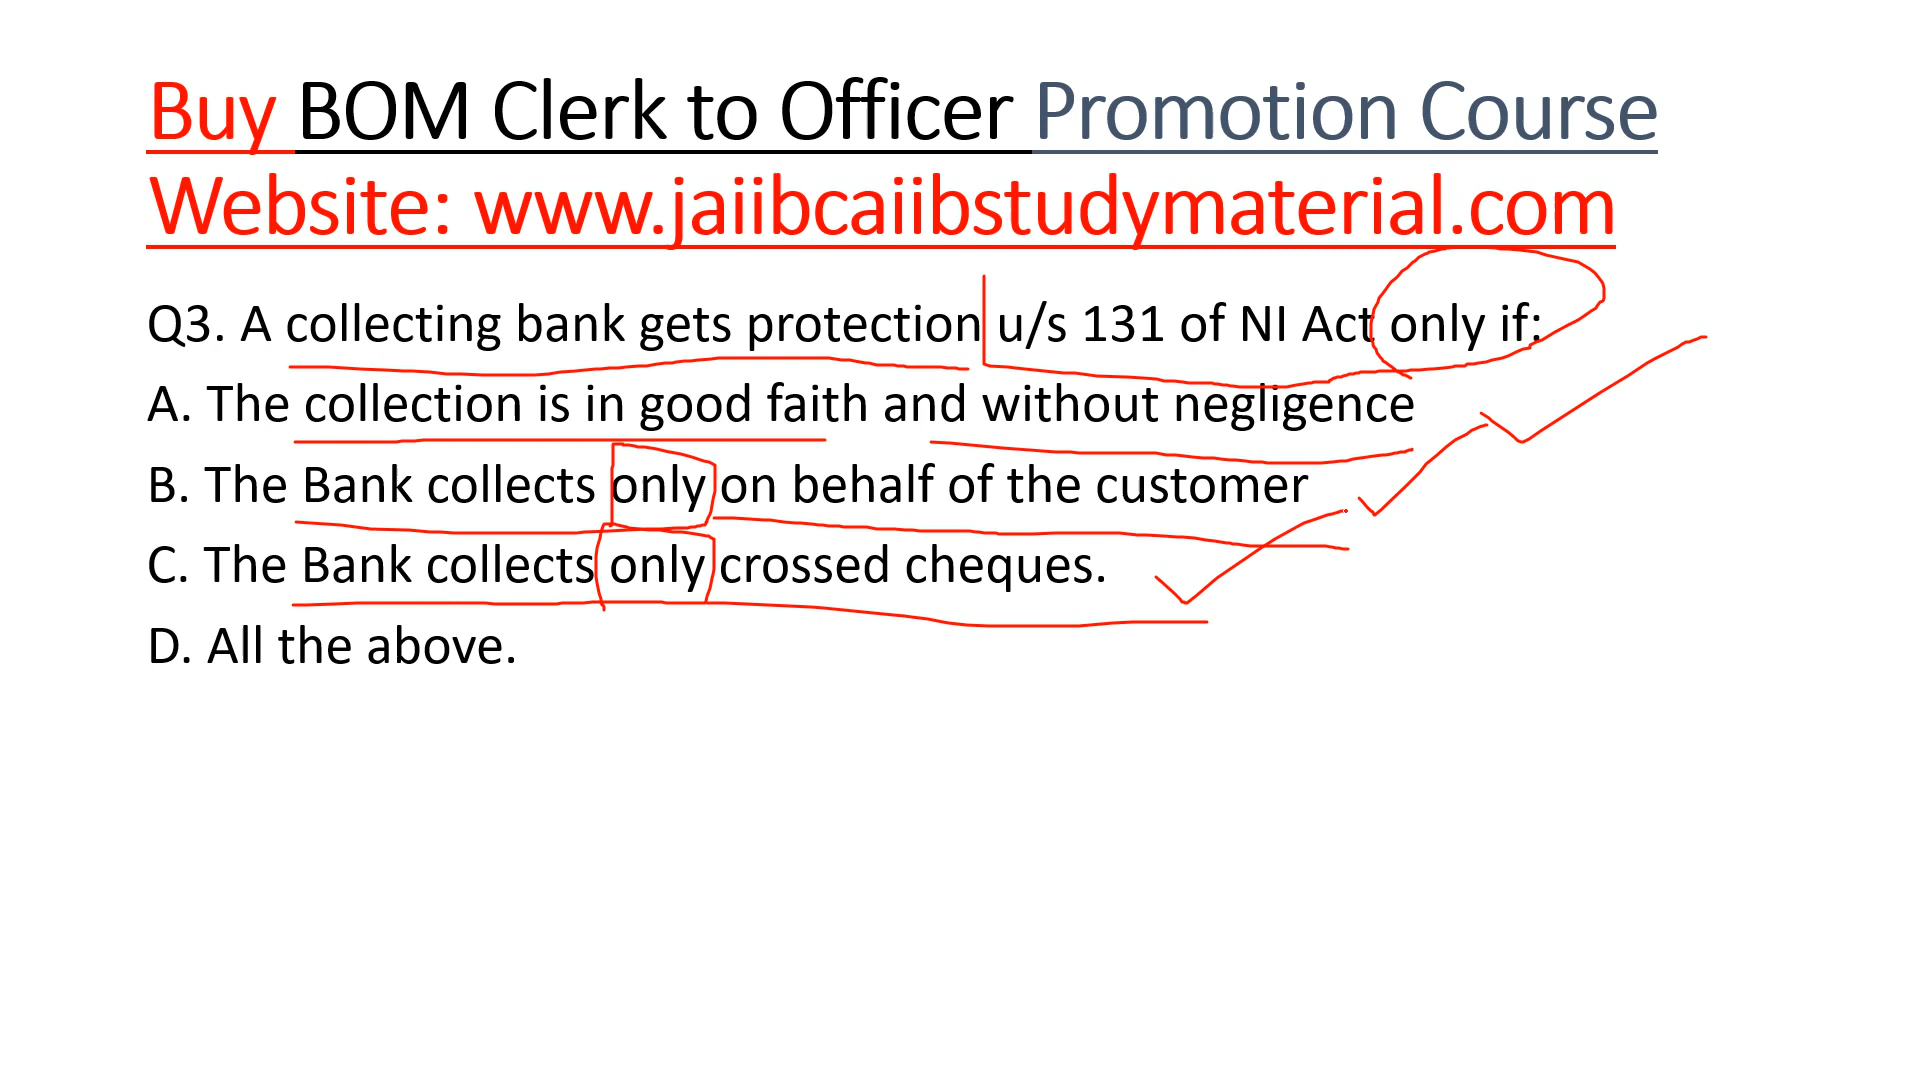 Buy BOM Clerk to Officer Promotion Course
Website: www.jaiibcaiibstudymaterial.com
Q3. A collecting bank gets protection u/s 131 of NI Act only if:
A. The collection is in good faith and without negligence
B. The Bank collects only on behalf of the customer
C. The Bank collects only crossed cheques.
D. All the above.